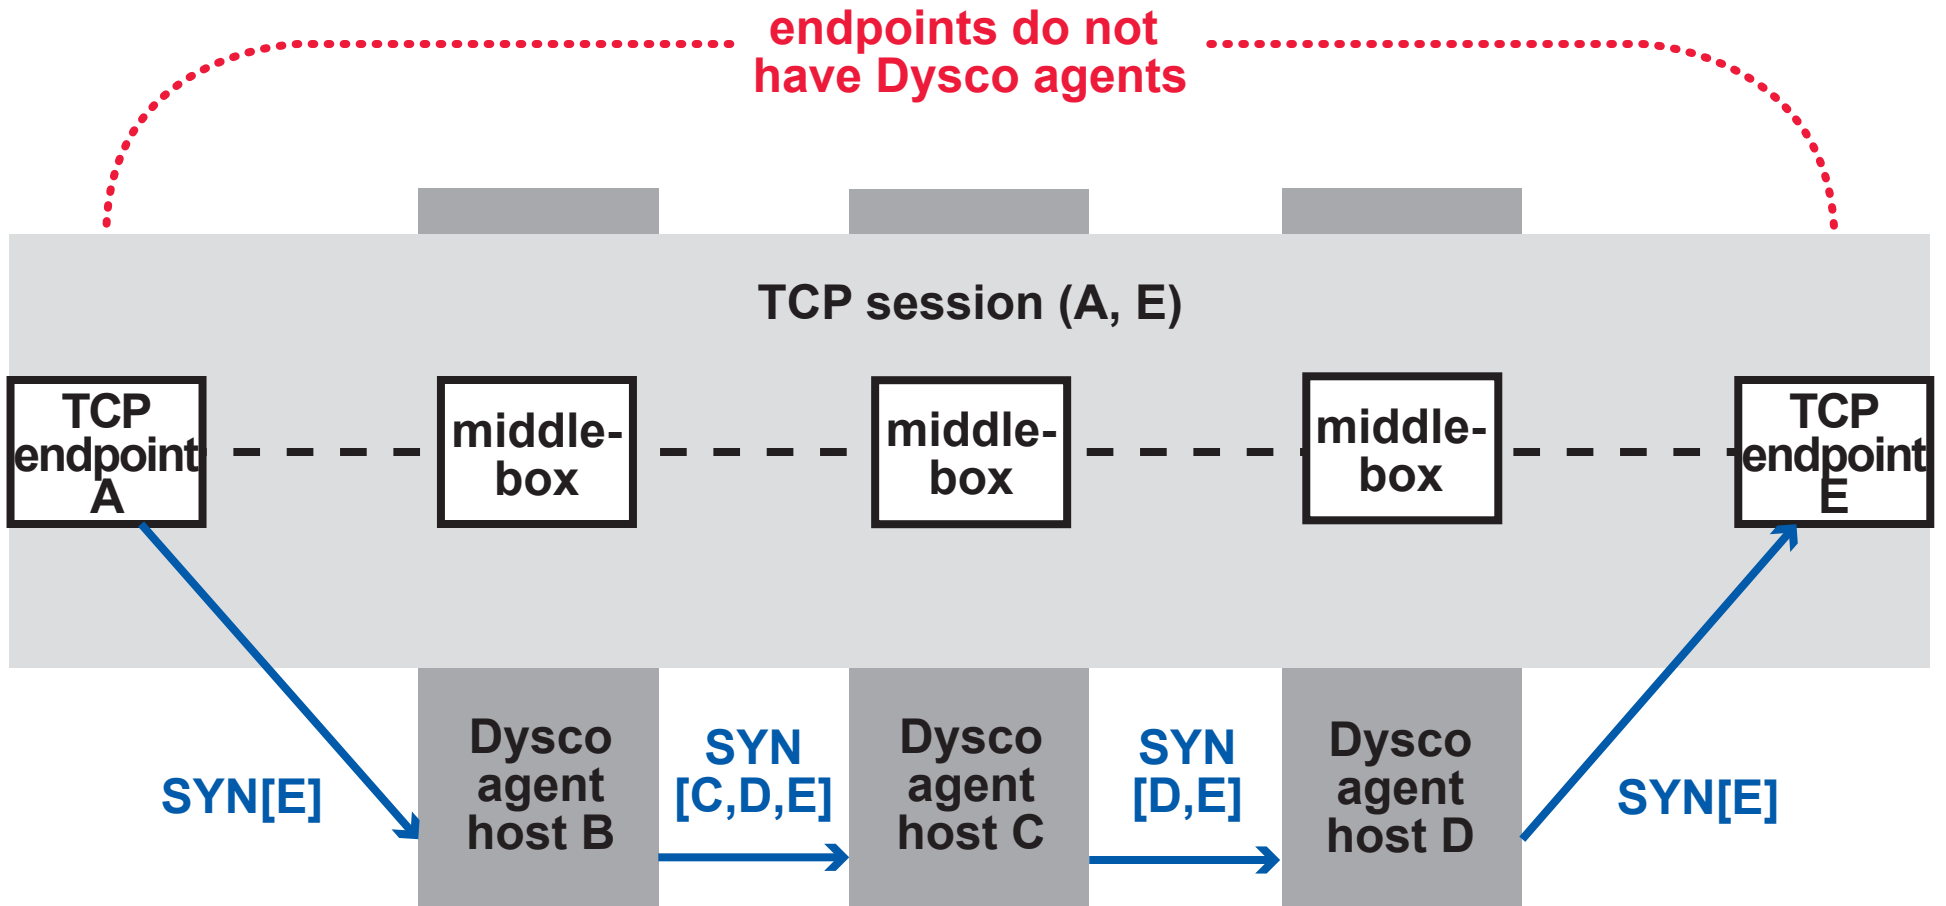 endpoints do not
have Dysco agents
TCP session (A, E)
TCP
endpoint
A
middle-
box
middle-
box
middle-
box
TCP
endpoint
E
SYN[E]
Dysco
agent
host B
SYN
[C,D,E]
Dysco
agent
host C
SYN
[D,E]
Dysco
agent
host D
SYN[E]